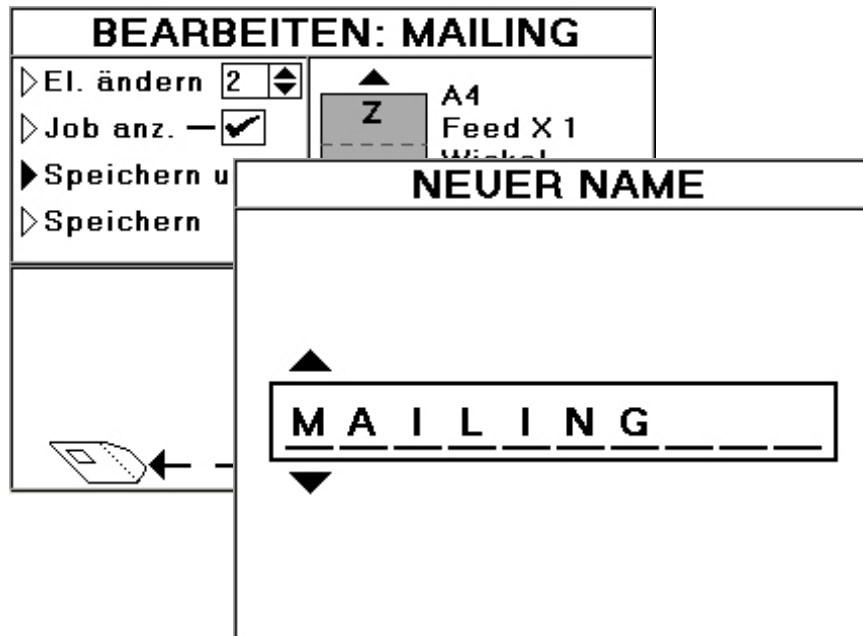 BEARBEITEN: MAILING
El. ändern 2
Job anz.
Speichern u
Speichern
Z
A4
Feed X 1
NEUER NAME
MAILING